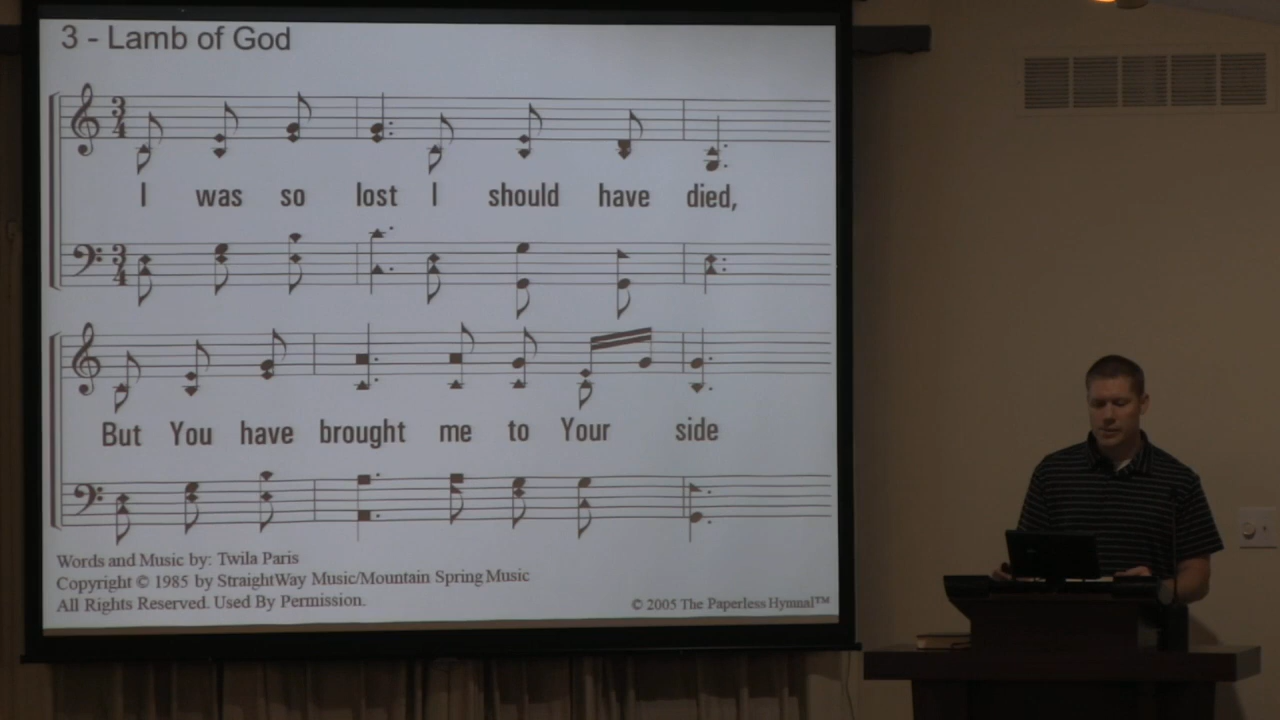 3 - Lamb of God
3
4
I was so lost I should have died,
3
4
But You have brought me to Your side
Words and Music by: Twila Paris
Copyright © 1985 by StraightWay Music/Mountain Spring Music
All Rights Reserved. Used By Permission.
© 2005 The Paperless Hymnal™